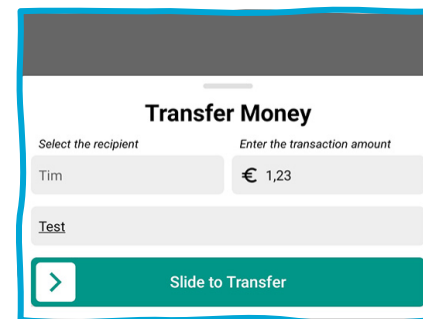 Transfer Money
Select the recipient
Enter the transaction amount
Tim
€ 1,23
Test
Slide to Transfer